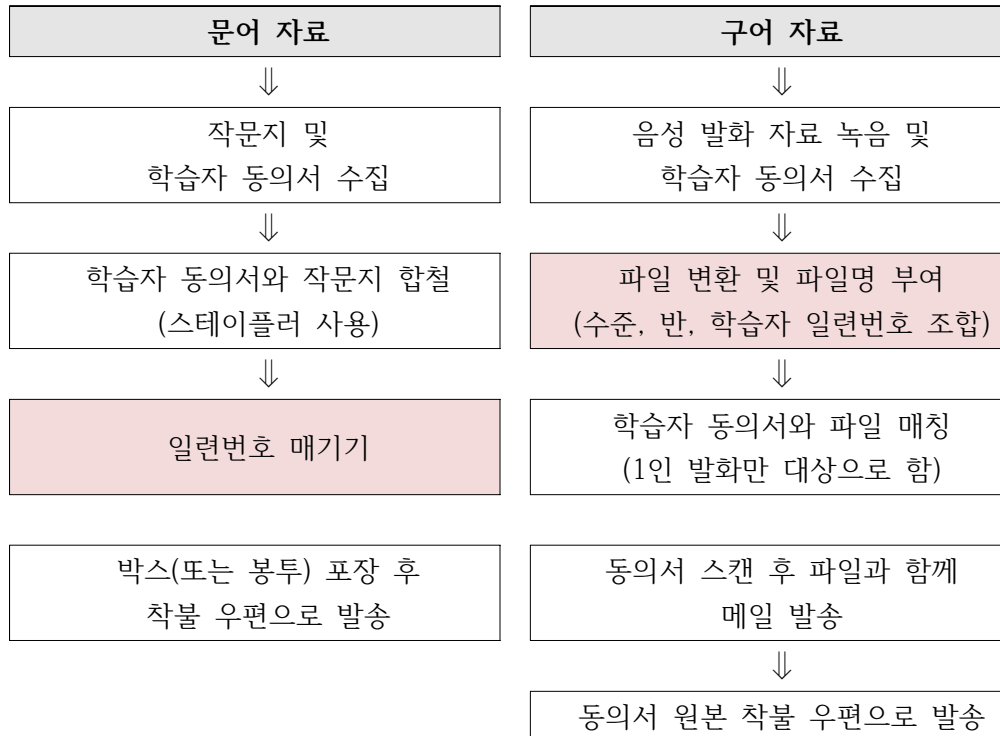 문어 자료
⇓
작문지 및
학습자 동의서 수집
⇓
학습자 동의서와 작문지 합철
(스테이플러 사용)
⇓
일련번호 매기기
박스(또는 봉투) 포장 후
착불 우편으로 발송
구어 자료
⇓
음성 발화 자료 녹음 및
학습자 동의서 수집
⇓
파일 변환 및 파일명 부여
(수준, 반, 학습자 일련번호 조합)
⇓
학습자 동의서와 파일 매칭
(1인 발화만 대상으로 함)
동의서 스캔 후 파일과 함께
메일 발송
⇓
동의서 원본 착불 우편으로 발송